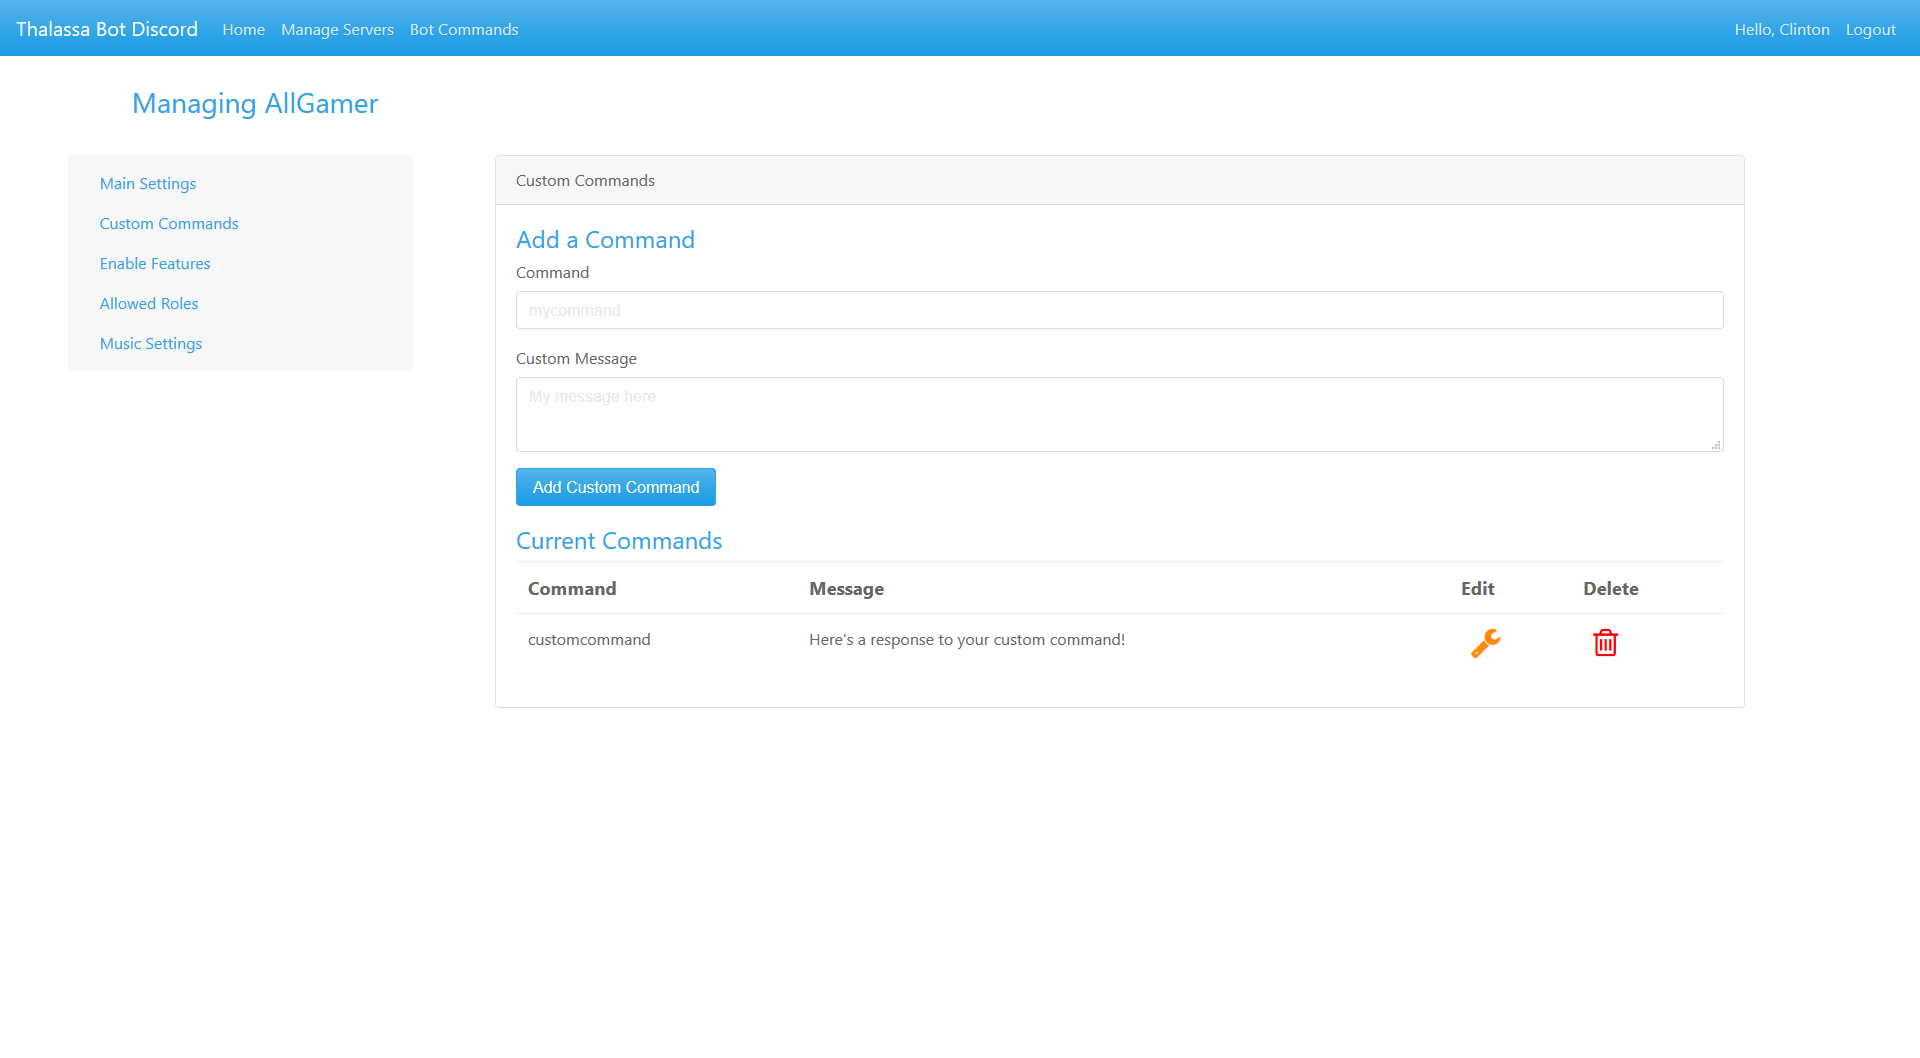 Thalassa Bot Discord Home Manage Servers Bot Commands Hello, Clinton Logout
Managing AllGamer
Main Settings
Custom Commands
Enable Features
Allowed Roles
Music Settings
Custom Commands
Add a Command
Command
mycommand
Custom Message
My message here
Add Custom Command
Current Commands
Command Message Edit Delete
customcommand Here's a response to your custom command!